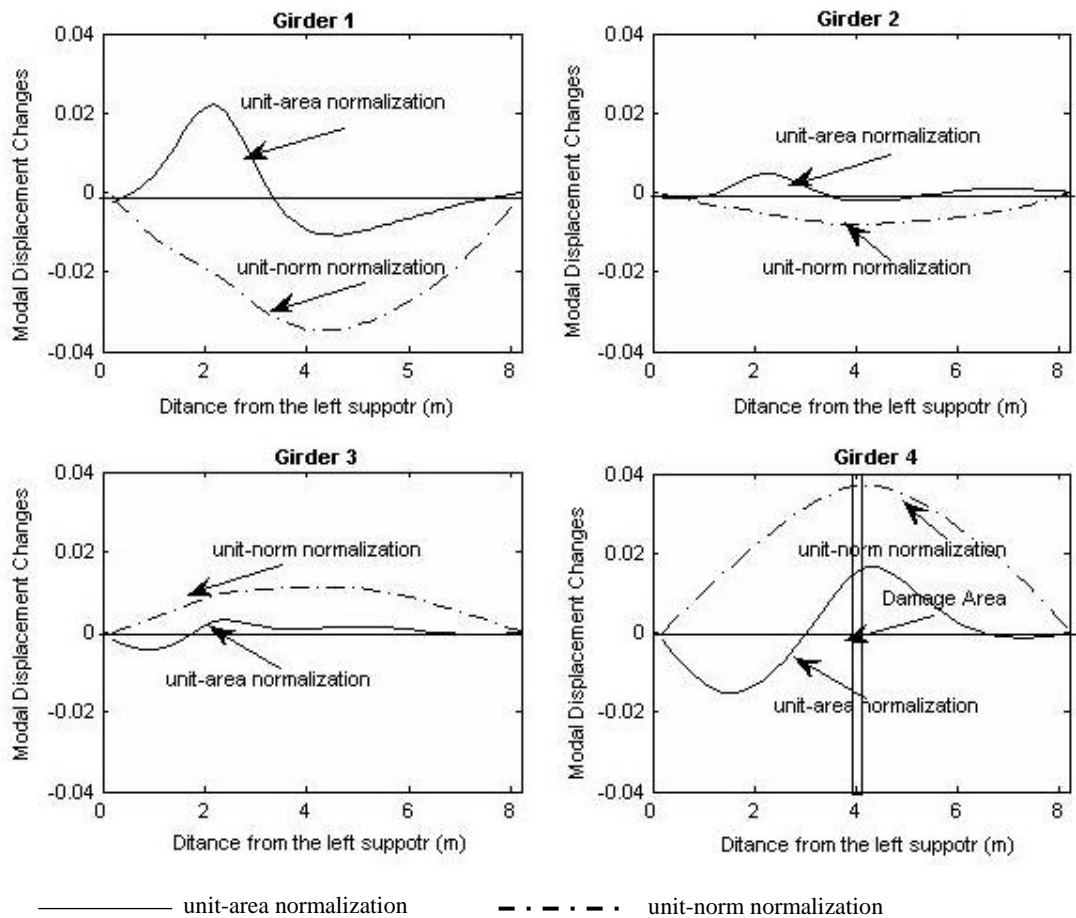 Girder 1
0.04
0.02
0
-0.02
-0.04
Modal Displacement Changes
unit-area normalization
unit-norm normalization
0 2 4 6 8
Ditance from the left suppotr (m)
Girder 2
0.04
0.02
0
-0.02
-0.04
Modal Displacement Changes
unit-area normalization
unit-norm normalization
0 2 4 6 8
Ditance from the left suppotr (m)
Girder 3
0.04
0.02
0
-0.02
-0.04
Modal Displacement Changes
unit-norm normalization
unit-area normalization
0 2 4 6 8
Ditance from the left suppotr (m)
Girder 4
0.04
0.02
0
-0.02
-0.04
Modal Displacement Changes
unit-norm normalization
Damage Area
unit-area normalization
0 2 4 6 8
Ditance from the left suppotr (m)
unit-area normalization
unit-norm normalization